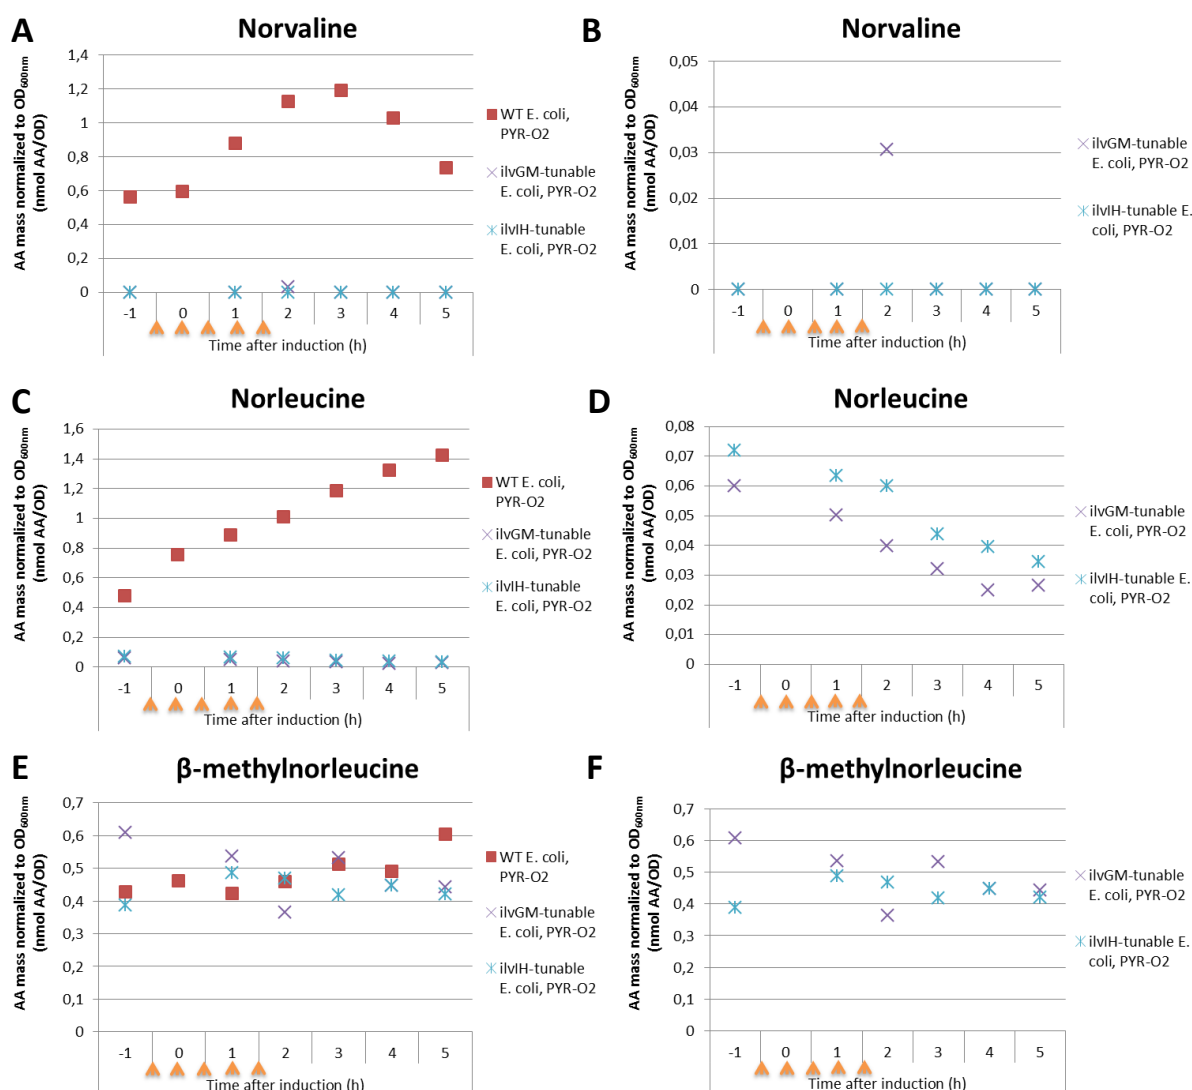 A
Norvaline
AA mass normalized to OD600nm
(nmol AA/OD)
1,4
1,2
1
0,8
0,6
0,4
0,2
0
-1 0 1 2 3 4 5
Time after induction (h)
WT E. coli,
PYR-O2
ilvGM-tunable
E. coli, PYR-O2
ilvIH-tunable
E. coli, PYR-O2
B
Norvaline
AA mass normalized to OD600nm
(nmol AA/OD)
0,05
0,04
0,03
0,02
0,01
0
-1 0 1 2 3 4 5
Time after induction (h)
ilvGM-tunable
E. coli, PYR-O2
ilvIH-tunable E.
coli, PYR-O2
C
Norleucine
AA mass normalized to OD600nm
(nmol AA/OD)
1,6
1,4
1,2
1
0,8
0,6
0,4
0,2
0
-1 0 1 2 3 4 5
Time after induction (h)
WT E. coli,
PYR-O2
ilvGM-tunable
E. coli, PYR-O2
ilvIH-tunable
E. coli, PYR-O2
D
Norleucine
AA mass normalized to OD600nm
(nmol AA/OD)
0,08
0,07
0,06
0,05
0,04
0,03
0,02
0,01
0
-1 0 1 2 3 4 5
Time after induction (h)
ilvGM-tunable
E. coli, PYR-O2
ilvIH-tunable E.
coli, PYR-O2
E
β-methylnorleucine
AA mass normalized to OD600nm
(nmol AA/OD)
0,7
0,6
0,5
0,4
0,3
0,2
0,1
0
-1 0 1 2 3 4 5
Time after induction (h)
WT E. coli,
PYR-O2
ilvGM-tunable
E. coli, PYR-O2
ilvIH-tunable
E. coli, PYR-O2
F
β-methylnorleucine
AA mass normalized to OD600nm
(nmol AA/OD)
0,7
0,6
0,5
0,4
0,3
0,2
0,1
0
-1 0 1 2 3 4 5
Time after induction (h)
ilvGM-tunable
E. coli, PYR-O2
ilvIH-tunable E.
coli, PYR-O2